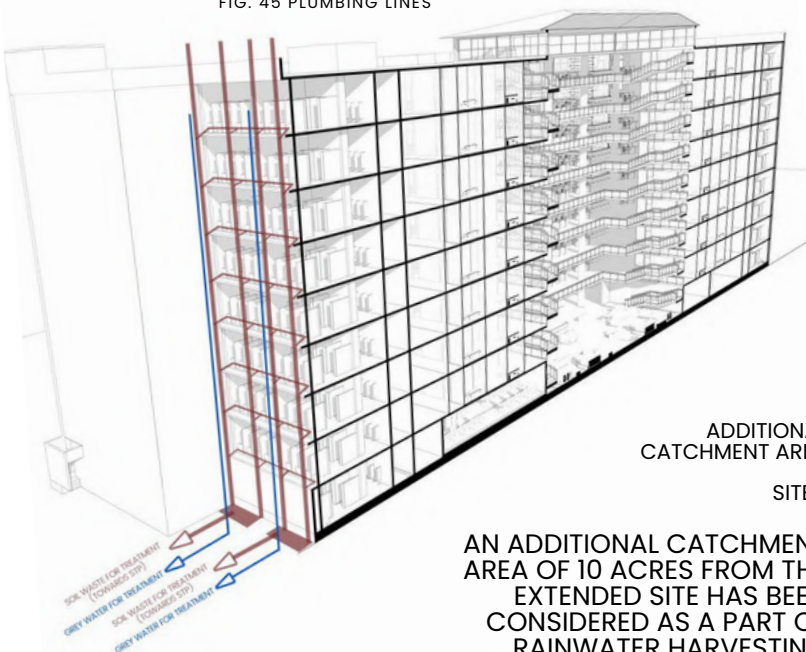 FIG. 45 PLUMBING LINES
ADDITIONA
CATCHMENT ARE
SITE
AN ADDITIONAL CATCHMEN
AREA OF 10 ACRES FROM TH
EXTENDED SITE HAS BEE
CONSIDERED AS A PART O
RAINWATER HARVESTIN
SOIL WASTE FOR TREATMENT
(TOWARDS STP)
GREY WATER FOR TREATMENT
SOIL WASTE FOR TREATMENT
(TOWARDS STP)
GREY WATER FOR TREATMENT